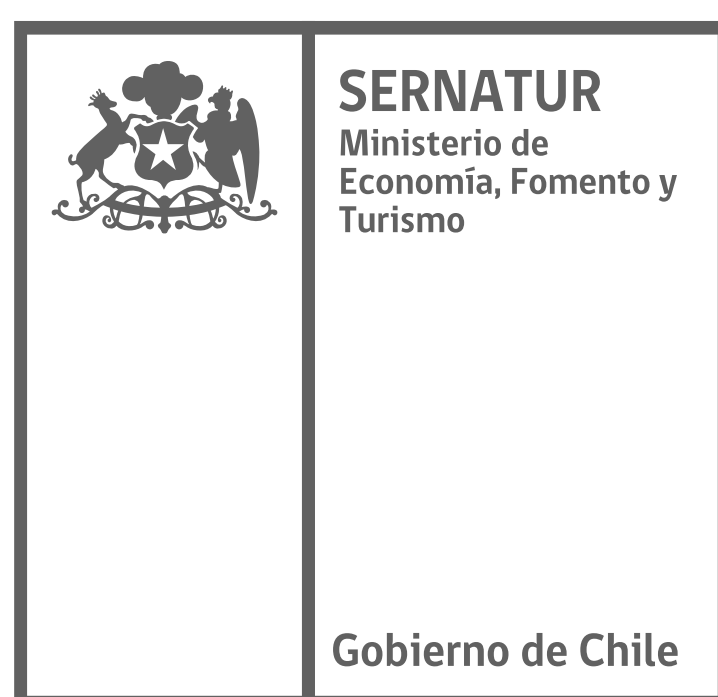 SERNATUR
Ministerio de
Economía, Fomento y
Turismo
Gobierno de Chile